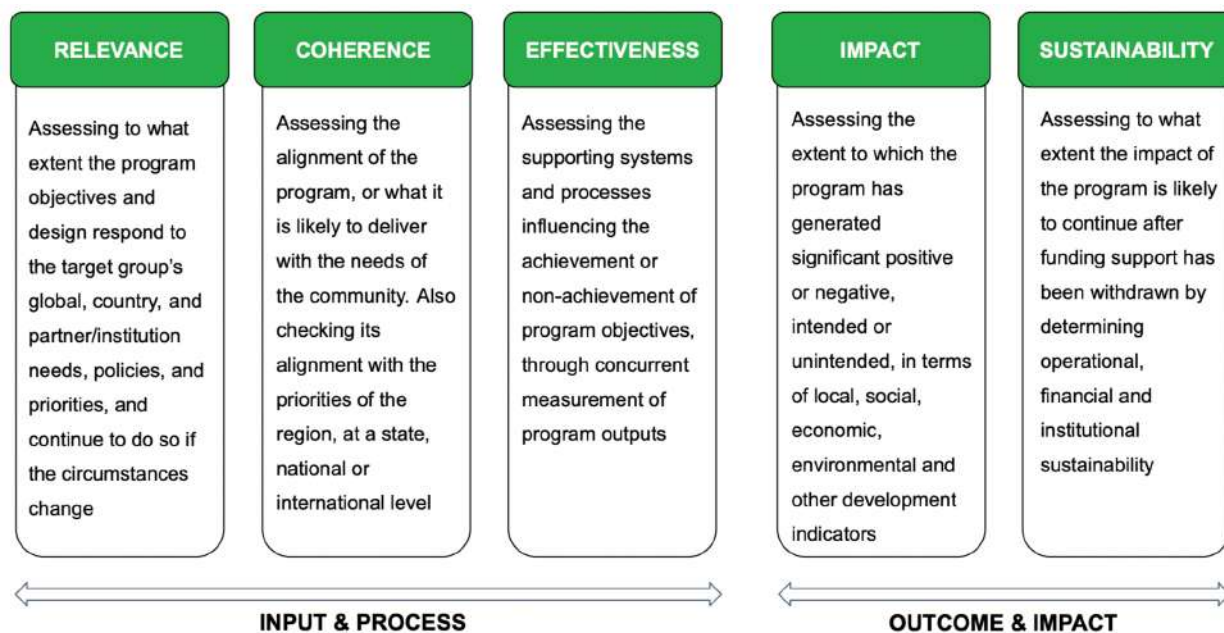 RELEVANCE
Assessing to what
extent the program
objectives and
design respond to
the target group's
global, country, and
partner/institution
needs, policies, and
priorities, and
continue to do so if
the circumstances
change
COHERENCE
Assessing the
alignment of the
program, or what it
is likely to deliver
with the needs of
the community. Also
checking its
alignment with the
priorities of the
region, at a state,
national or
international level
EFFECTIVENESS
Assessing the
supporting systems
and processes
influencing the
achievement or
non-achievement of
program objectives,
through concurrent
measurement of
program outputs
IMPACT
Assessing the
extent to which the
program has
generated
significant positive
or negative,
intended or
unintended, in terms
of local, social,
economic,
environmental and
other development
indicators
SUSTAINABILITY
Assessing to what
extent the impact of
the program is likely
to continue after
funding support has
been withdrawn by
determining
operational,
financial and
institutional
sustainability
INPUT & PROCESS
OUTCOME & IMPACT